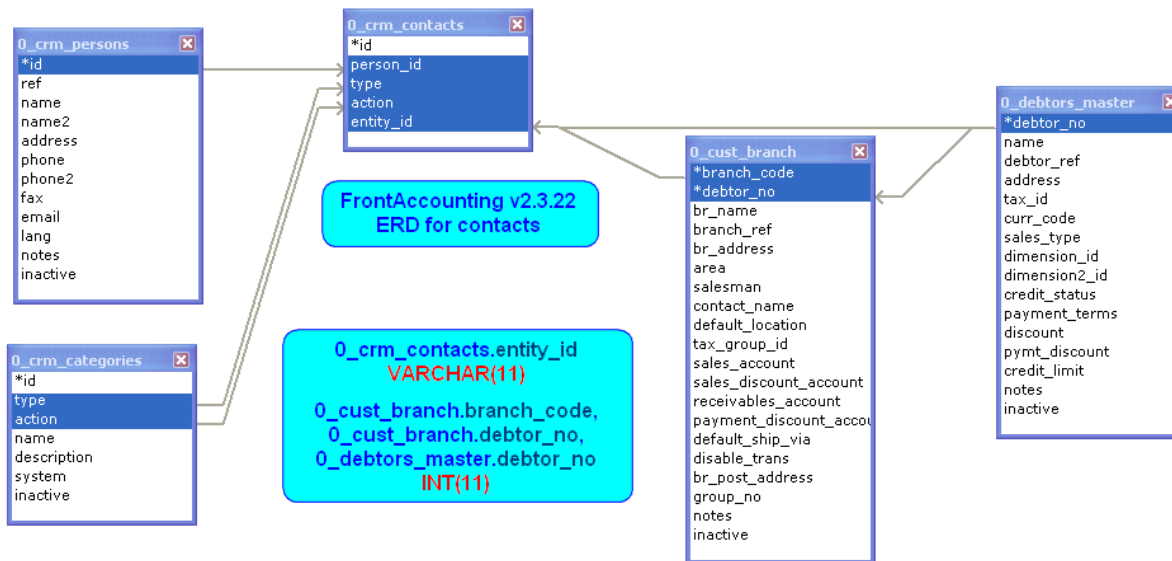 0_crm_persons
*id
ref
name
name2
address
phone
phone2
fax
email
lang
notes
inactive
0_crm_contacts
*id
person_id
type
action
entity_id
0_debtors_master
*debtor_no
name
debtor_ref
address
tax_id
curr_code
sales_type
dimension_id
dimension2_id
credit_status
payment_terms
discount
pymt_discount
credit_limit
notes
inactive
0_cust_branch
*branch_code
*debtor_no
br_name
branch_ref
br_address
area
salesman
contact_name
default_location
tax_group_id
sales_account
sales_discount_account
receivables_account
payment_discount_accou
default_ship_via
disable_trans
br_post_address
group_no
notes
inactive
FrontAccounting v2.3.22
ERD for contacts
0_crm_categories
*id
type
action
name
description
system
inactive
0_crm_contacts.entity_id
VARCHAR(11)
0_cust_branch.branch_code,
0_cust_branch.debtor_no,
0_debtors_master.debtor_no
INT(11)